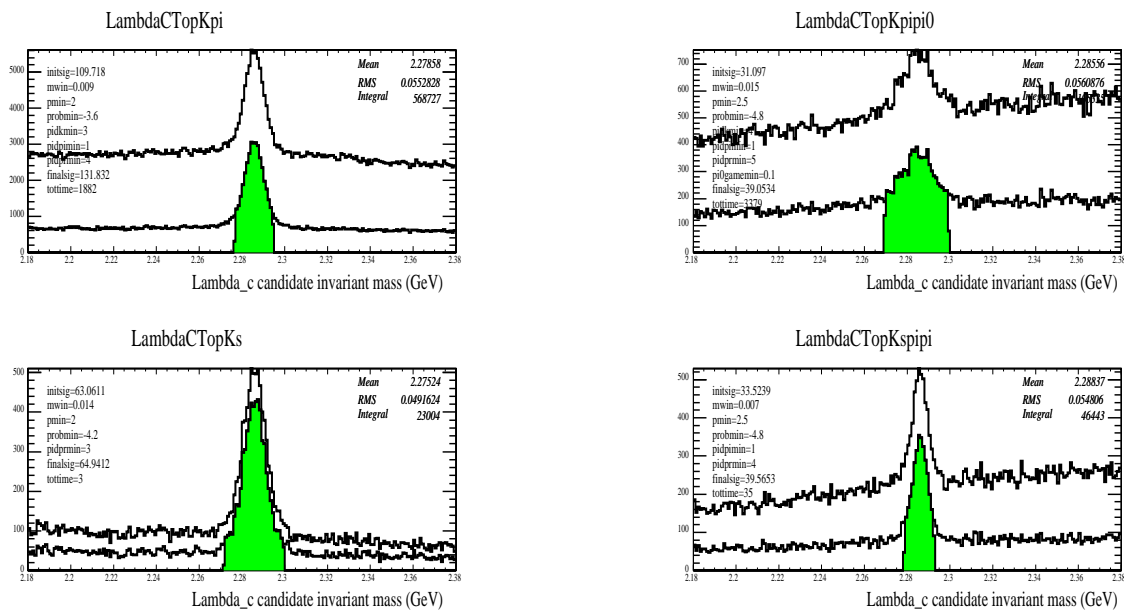 LambdaCTopKpi
initsig=109.718
mwin=0.009
pmin=2
probmin=-3.6
pidkmin=3
pidpimin=1
pidprmin=4
finalsig=131.832
tottime=1882
Mean 2.27858
RMS 0.0552828
Integral 568727
5000
4000
3000
2000
1000
0
2.18 2.2 2.22 2.24 2.26 2.28 2.3 2.32 2.34 2.36 2.38
Lambda_c candidate invariant mass (GeV)
LambdaCTopKpipi0
initsig=31.097
mwin=0.015
pmin=2.5
probmin=-4.8
pidprmin=5
pi0gamemin=0.1
finalsig=39.0534
tottime=3379
Mean 2.28556
RMS 0.0560876
Integral
700
600
500
400
300
200
100
0
2.18 2.2 2.22 2.24 2.26 2.28 2.3 2.32 2.34 2.36 2.38
Lambda_c candidate invariant mass (GeV)
LambdaCTopKs
initsig=63.0611
mwin=0.014
pmin=2
probmin=-4.2
pidprmin=3
finalsig=64.9412
tottime=3
Mean 2.27524
RMS 0.0491624
Integral 23004
500
400
300
200
100
0
2.18 2.2 2.22 2.24 2.26 2.28 2.3 2.32 2.34 2.36 2.38
Lambda_c candidate invariant mass (GeV)
LambdaCTopKspipi
initsig=33.5239
mwin=0.007
pmin=2.5
probmin=-4.8
pidpimin=1
pidprmin=4
finalsig=39.5653
tottime=35
Mean 2.28837
RMS 0.054806
Integral 46443
500
400
300
200
100
0
2.18 2.2 2.22 2.24 2.26 2.28 2.3 2.32 2.34 2.36 2.38
Lambda_c candidate invariant mass (GeV)